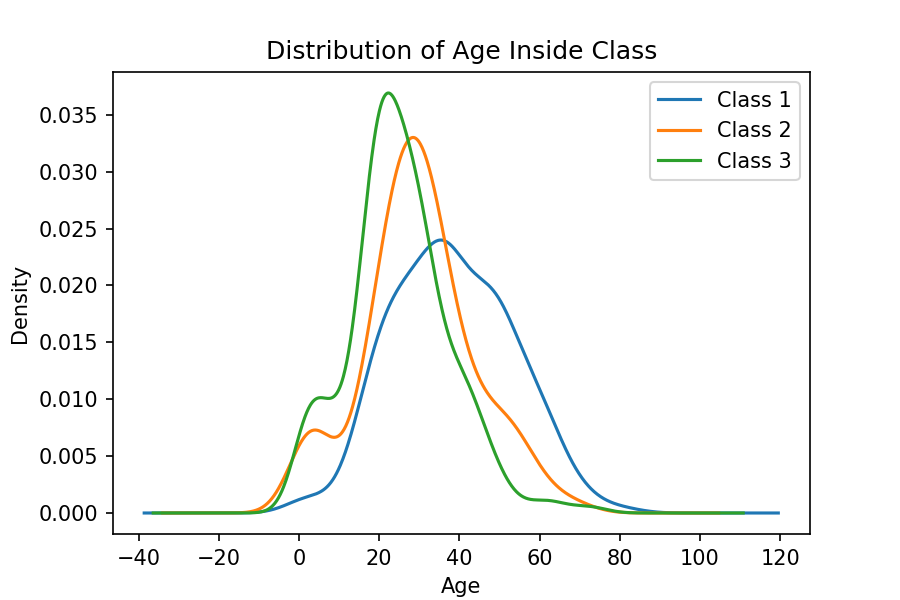 Distribution of Age Inside Class
Class 1
Class 2
Class 3
0.035
0.030
0.025
0.020
0.015
0.010
0.005
0.000
Density
−40 −20 0 20 40 60 80 100 120
Age